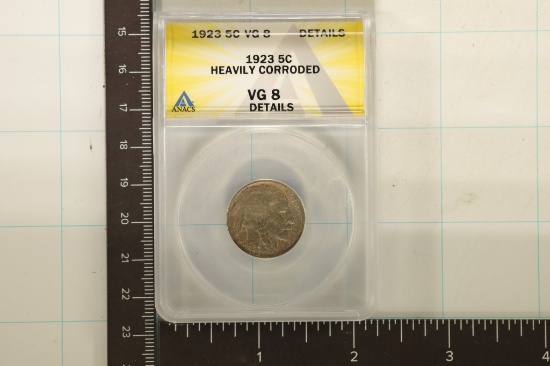 1923 5C VG 8 DETAILS
1923 5C
HEAVILY CORRODED
VG 8
DETAILS
ANACS
15
16
17
18
19
20
21
22
23
1 2 3 4